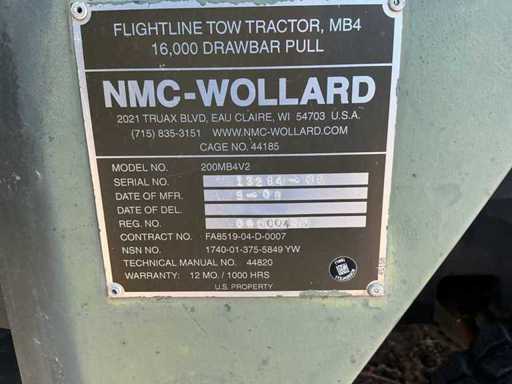 FLIGHTLINE TOW TRACTOR, MB4
16,000 DRAWBAR PULL
NMC-WOLLARD
2021 TRUAX BLVD, EAU CLAIRE, WI 54703 U.S.A.
(715) 835-3151 WWW.NMC-WOLLARD.COM
CAGE NO. 44185
MODEL NO. 200MB4V2
SERIAL NO.
DATE OF MFR.
DATE OF DEL.
REG. NO.
CONTRACT NO. FA8519-04-D-0007
NSN NO. 1740-01-375-5849 YW
TECHNICAL MANUAL NO. 44820
WARRANTY: 12 MO. / 1000 HRS
U.S. PROPERTY